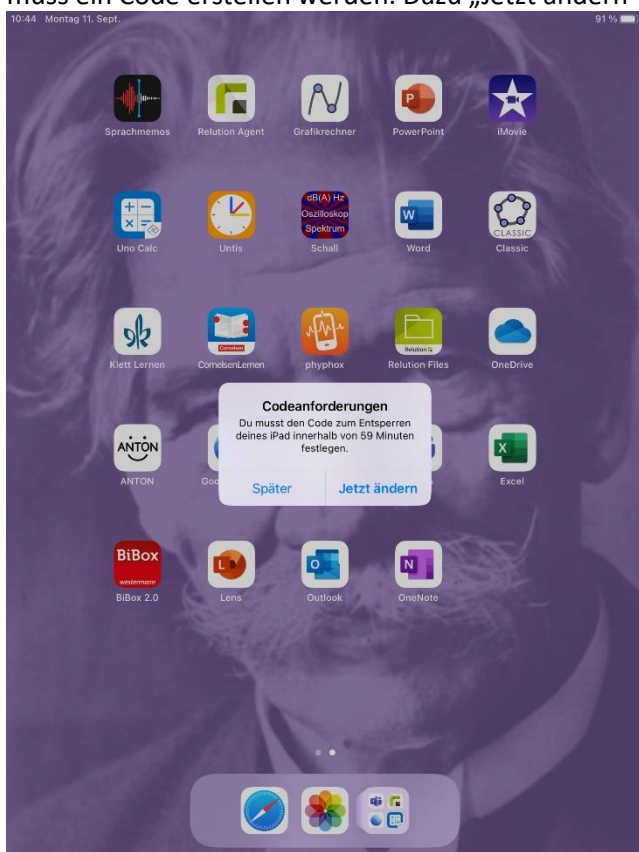 muss ein Code erstellen werden. Dazu „Jetzt ändern
10:44 Montag 11. Sept. 91 %
Sprachmemos Relution Agent Grafikrechner PowerPoint iMovie
dB(A) Hz
Oszilloskop
Spektrum
CLASSIC
Uno Calc Untis Schall Word Classic
Cornelsen
Relution
Klett Lernen CornelsenLernen phyphox Relution Files OneDrive
Codeanforderungen
Du musst den Code zum Entsperren
deines iPad innerhalb von 59 Minuten
festlegen.
ANTON
ANTON Goo Excel
Später Jetzt ändern
BiBox
westermann
BiBox 2.0 Lens Outlook OneNote